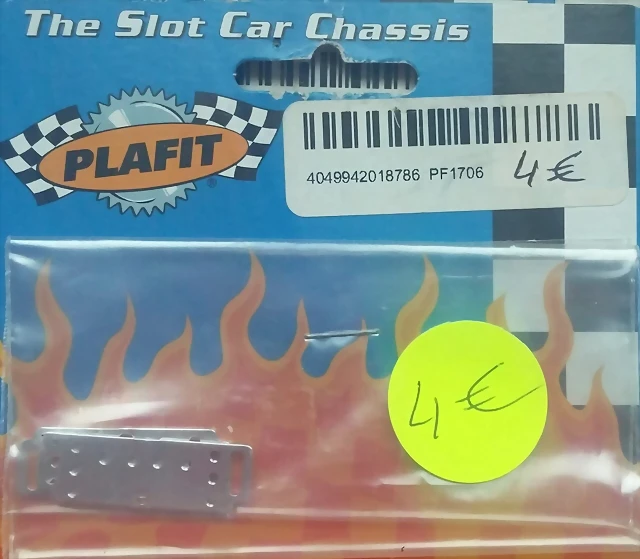 The Slot Car Chassis
PLAFIT
4049942018786 PF1706 4€
4€